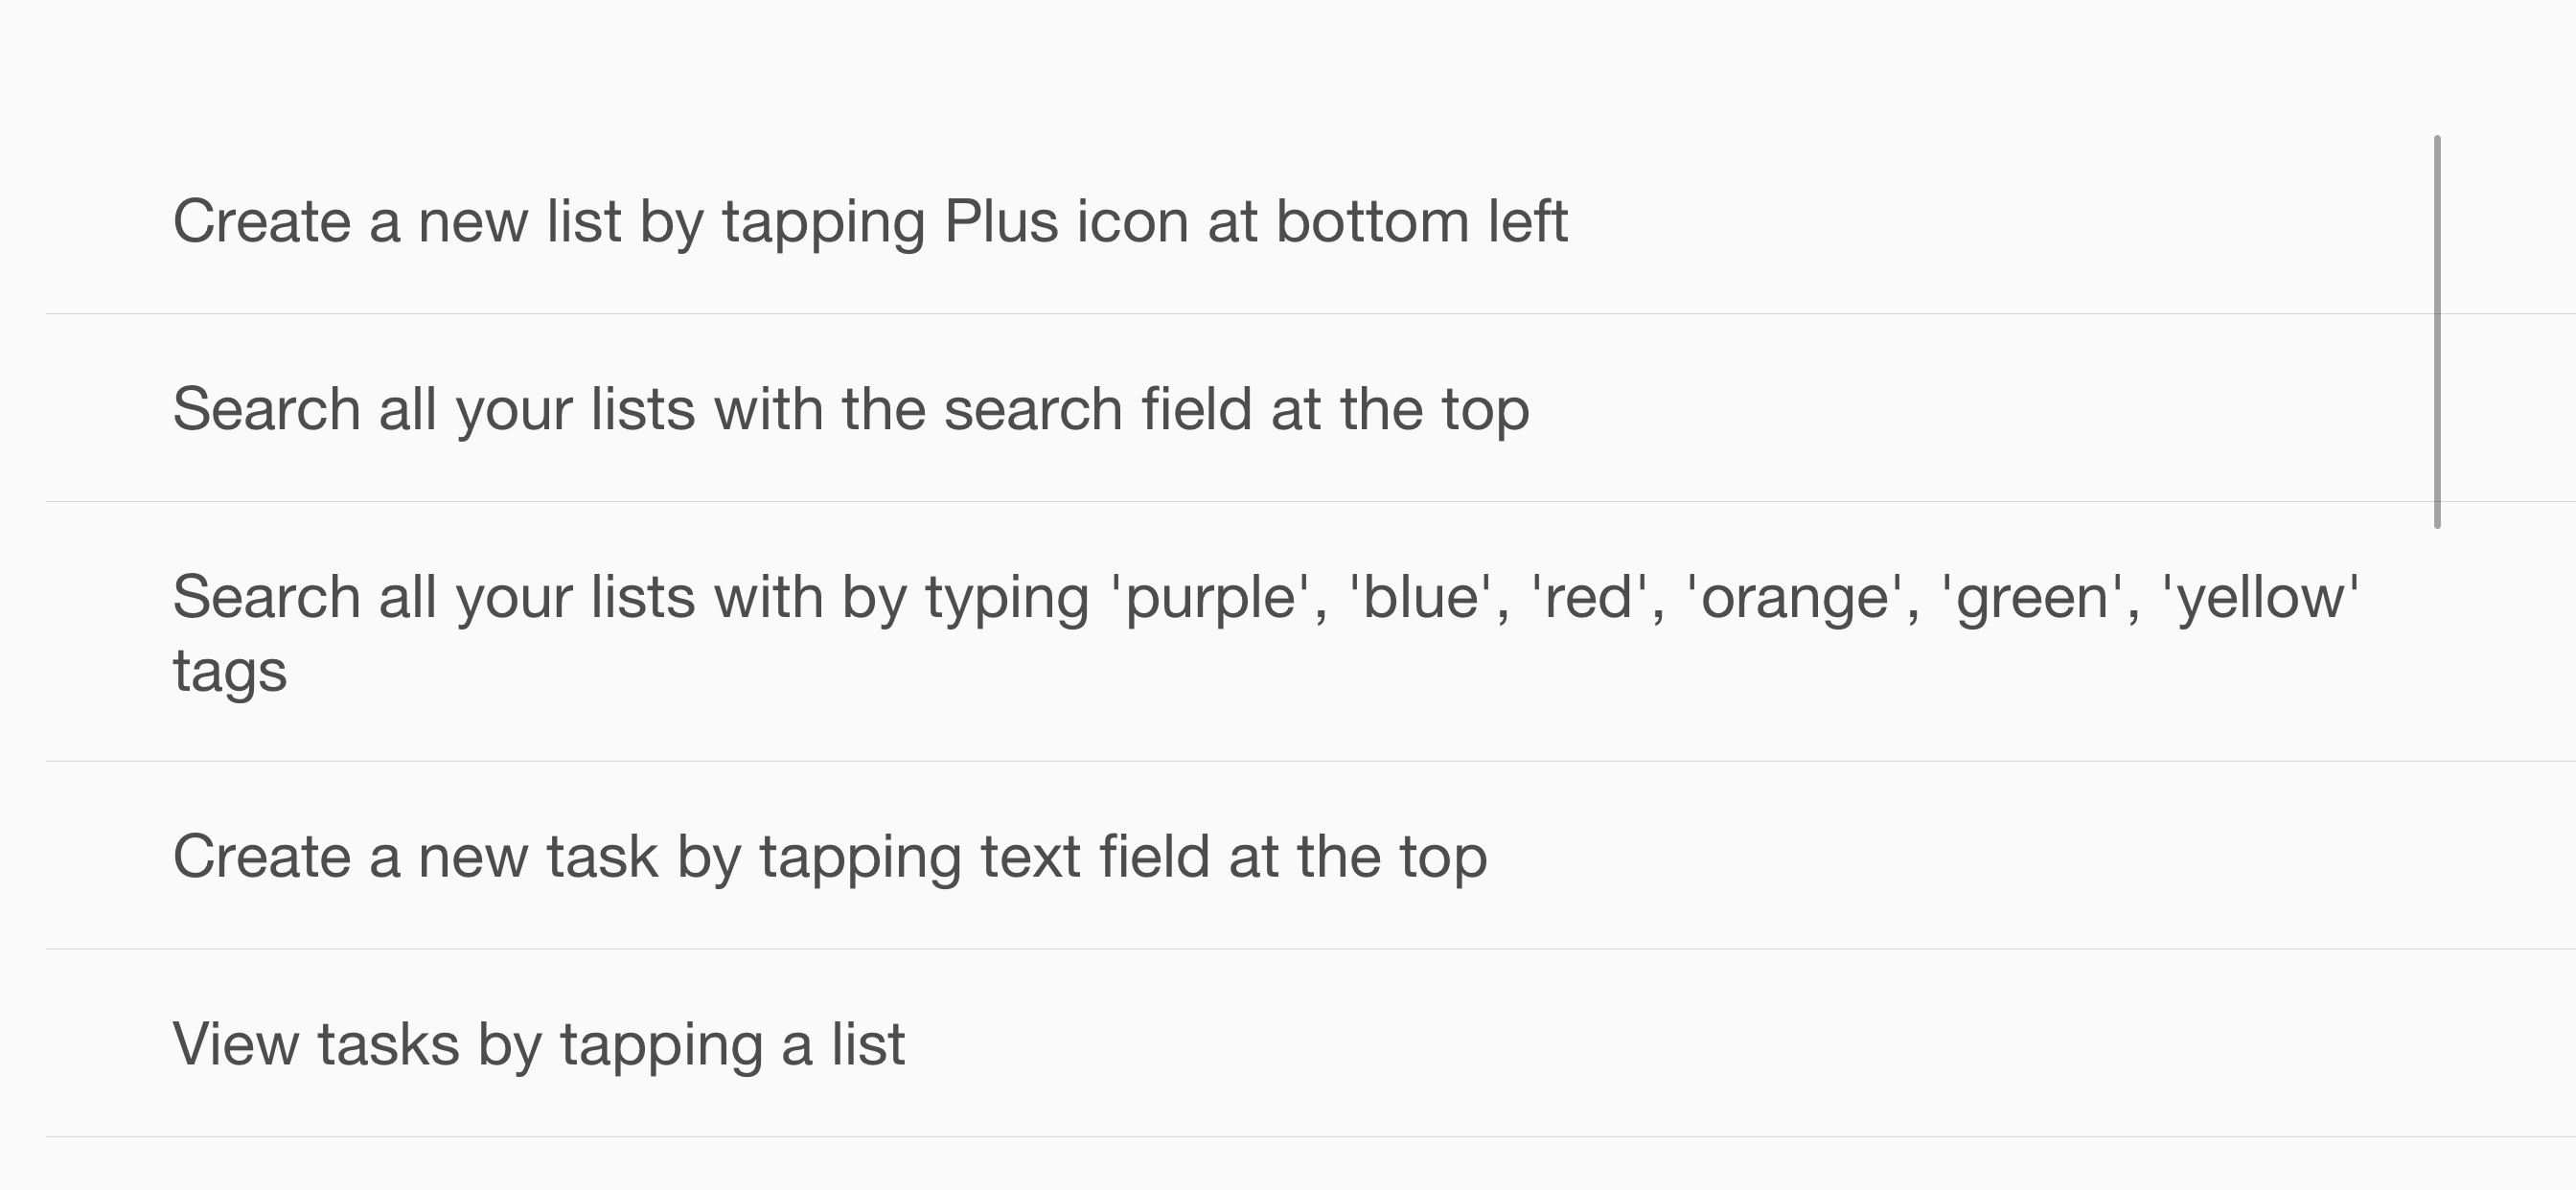 Create a new list by tapping Plus icon at bottom left
Search all your lists with the search field at the top
Search all your lists with by typing 'purple', 'blue', 'red', 'orange', 'green', 'yellow'
tags
Create a new task by tapping text field at the top
View tasks by tapping a list